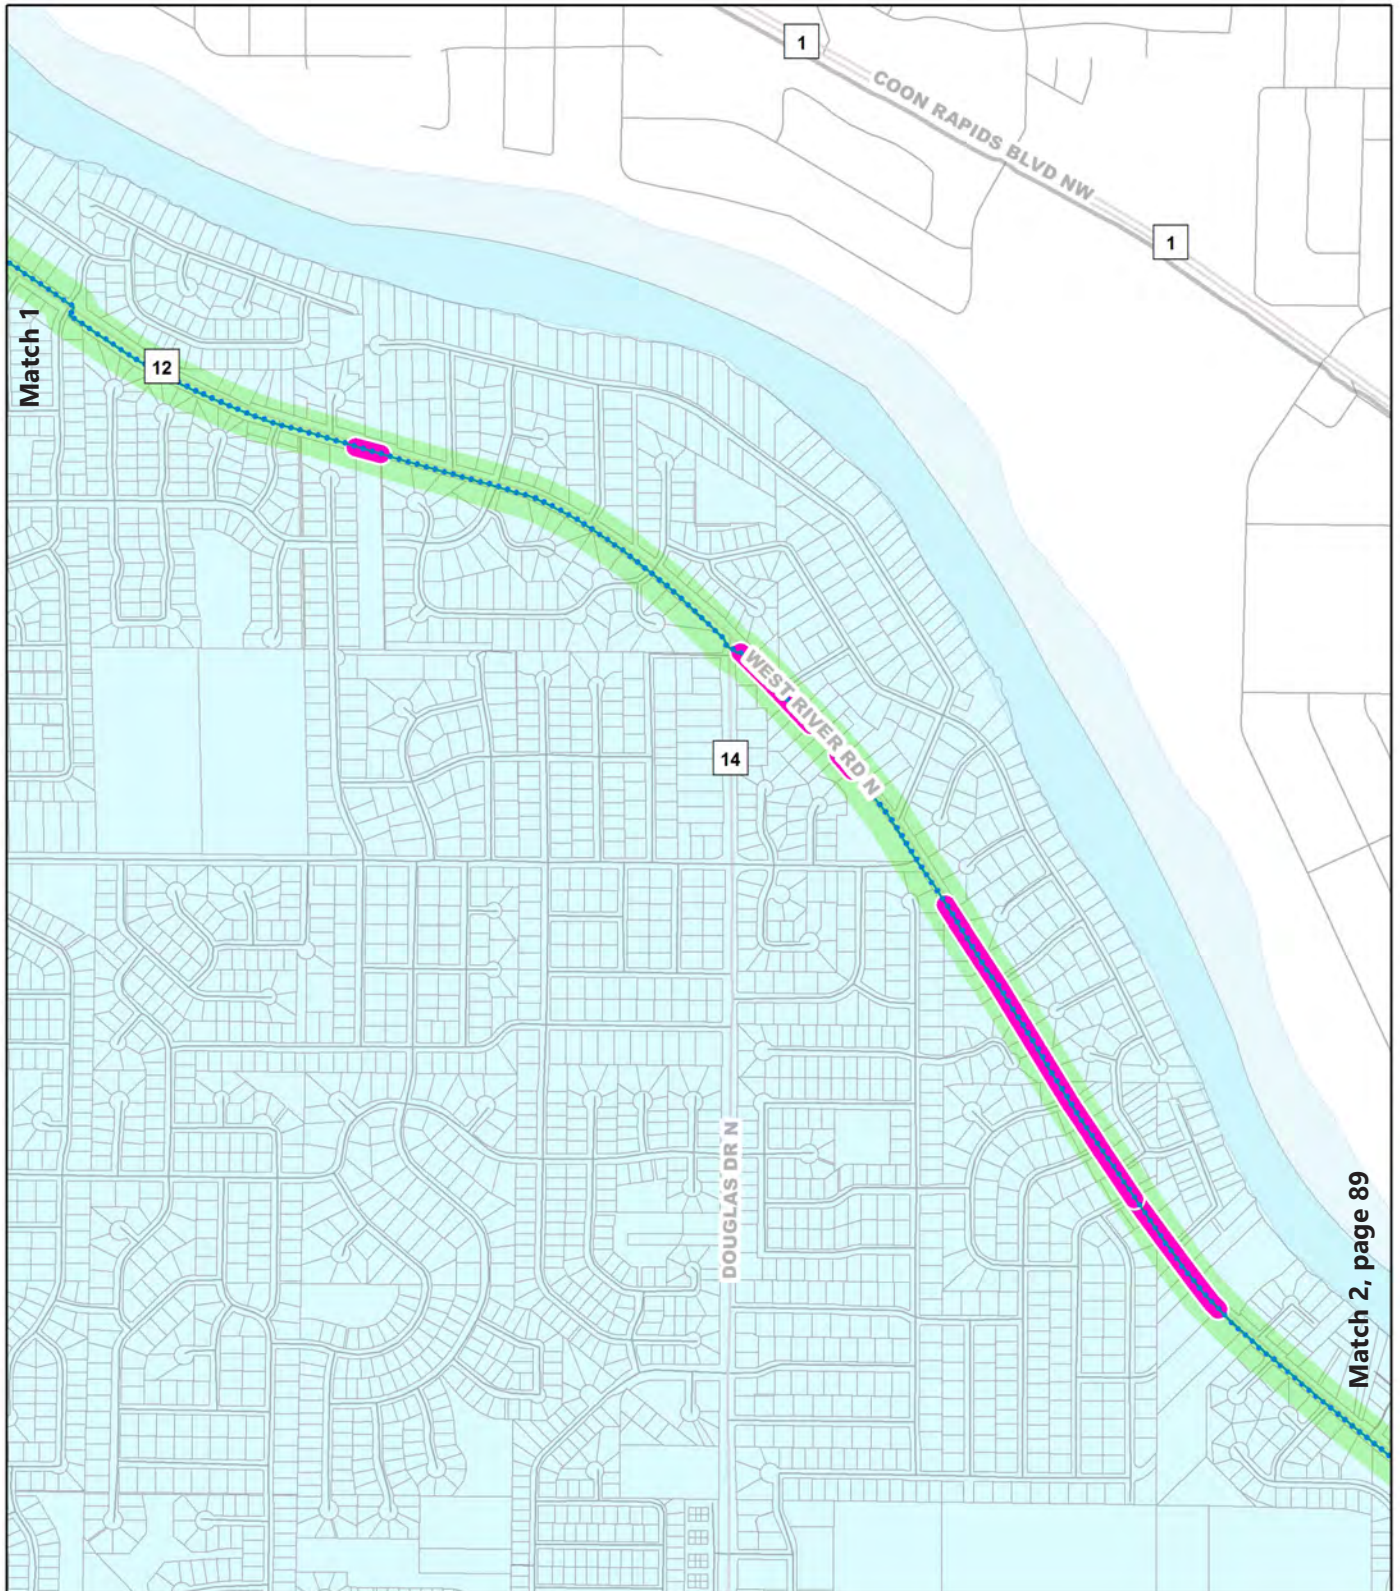 1
COON RAPIDS BLVD NW
1
Match 1
12
WEST RIVER RD N
14
DOUGLAS DR N
Match 2, page 89